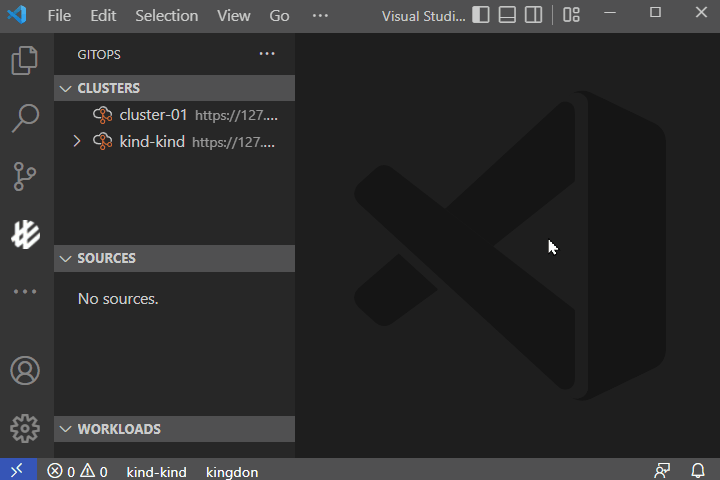 File Edit Selection View Go ··· Visual Studi...
GITOPS ···
CLUSTERS
cluster-01 https://127....
kind-kind https://127....
SOURCES
No sources.
WORKLOADS
0 0 kind-kind kingdon